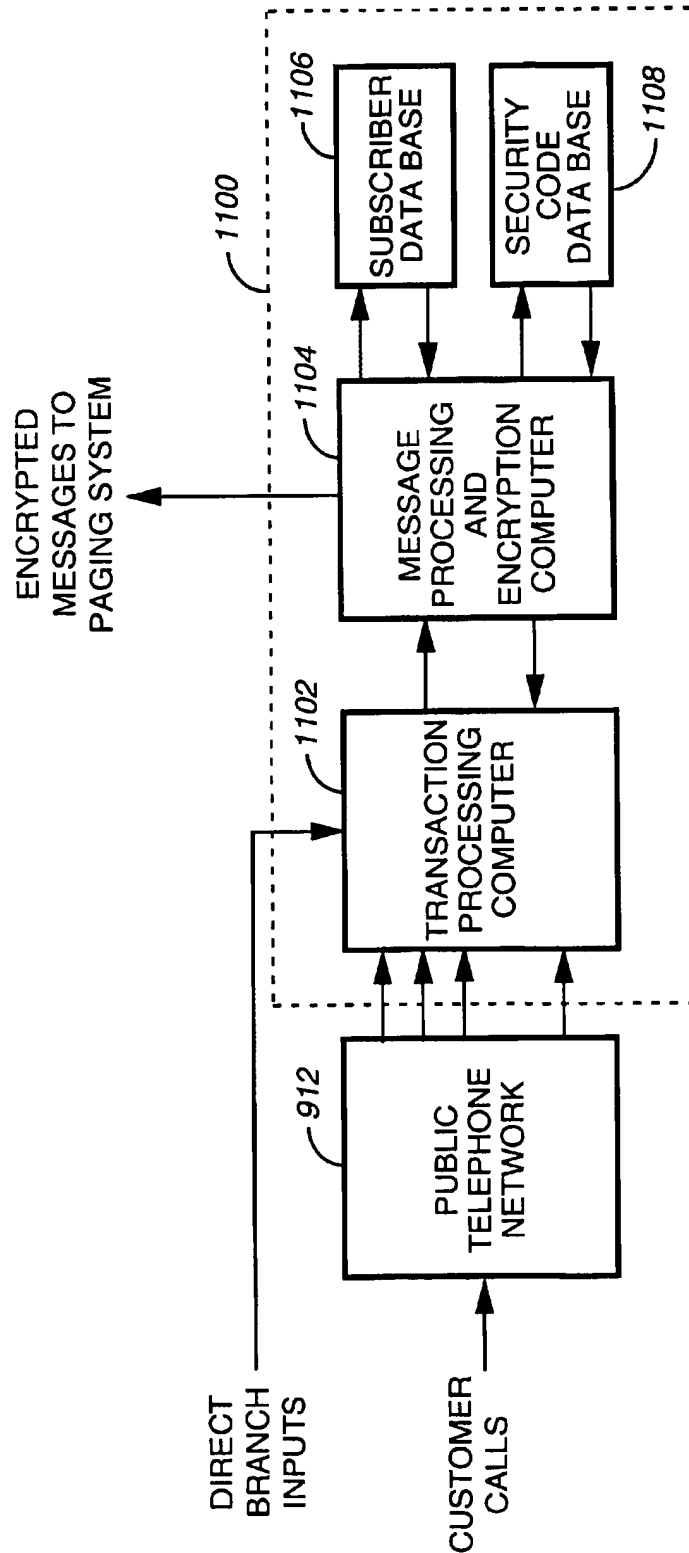 ENCRYPTED
MESSAGES TO
PAGING SYSTEM
DIRECT
BRANCH
INPUTS
CUSTOMER
CALLS
912
PUBLIC
TELEPHONE
NETWORK
1102
TRANSACTION
PROCESSING
COMPUTER
1104
MESSAGE
PROCESSING
AND
ENCRYPTION
COMPUTER
1100
1106
SUBSCRIBER
DATA BASE
SECURITY
CODE
DATA BASE
1108